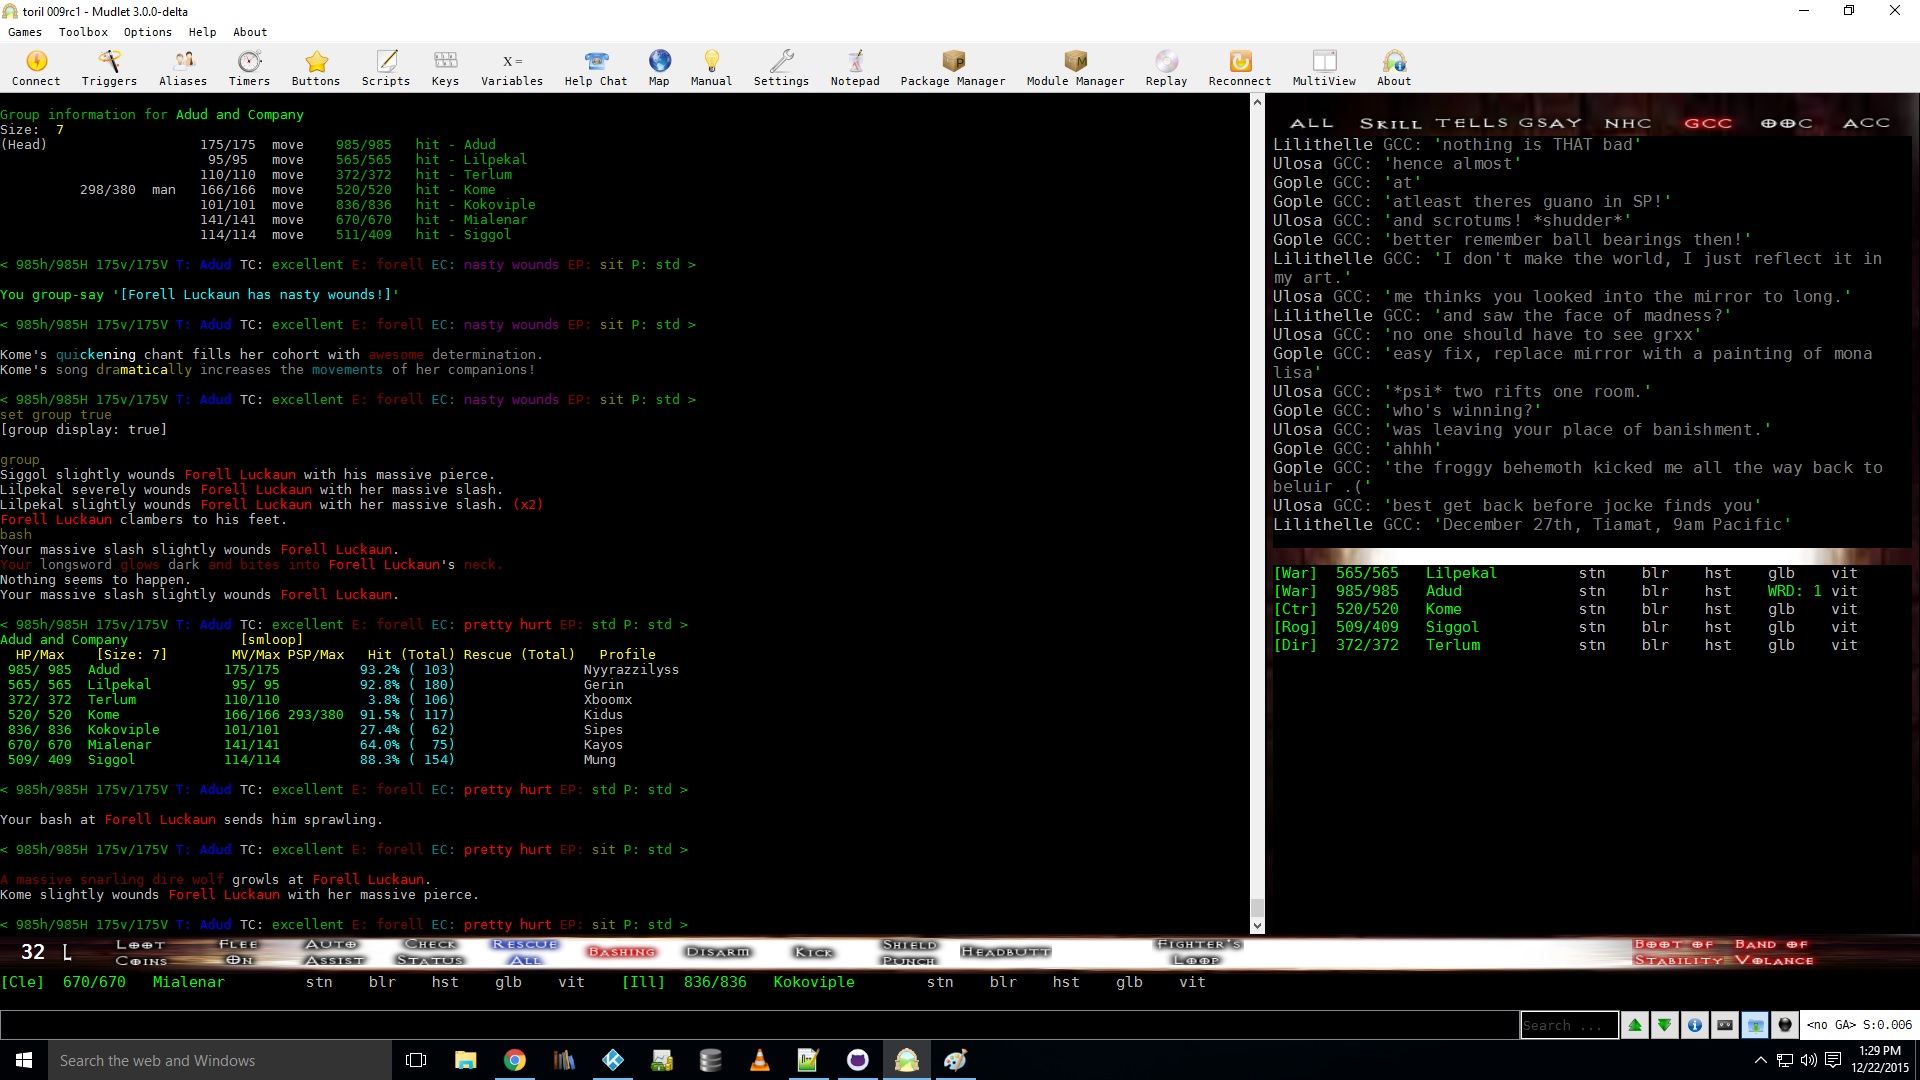 toril 009rc1 - Mudlet 3.0.0-delta
Games Toolbox Options Help About
Connect Triggers Aliases Timers Buttons Scripts Keys Variables Help Chat Map Manual Settings Notepad Package Manager Module Manager Replay Reconnect MultiView About
Group information for Adud and Company
Size: 7
(Head) 175/175 move 985/985 hit - Adud
95/95 move 565/565 hit - Lilpekal
110/110 move 372/372 hit - Terlum
298/380 man 166/166 move 520/520 hit - Kome
101/101 move 836/836 hit - Kokoviple
141/141 move 670/670 hit - Mialenar
114/114 move 511/409 hit - Siggol
< 985h/985H 175v/175V T: Adud TC: excellent E: forell EC: nasty wounds EP: sit P: std >
You group-say '[Forell Luckaun has nasty wounds!]'
< 985h/985H 175v/175V T: Adud TC: excellent E: forell EC: nasty wounds EP: sit P: std >
Kome's quickening chant fills her cohort with awesome determination.
Kome's song dramatically increases the movements of her companions!
< 985h/985H 175v/175V T: Adud TC: excellent E: forell EC: nasty wounds EP: sit P: std >
set group true
[group display: true]
group
Siggol slightly wounds Forell Luckaun with his massive pierce.
Lilpekal severely wounds Forell Luckaun with her massive slash.
Lilpekal slightly wounds Forell Luckaun with her massive slash. (x2)
Forell Luckaun clambers to his feet.
bash
Your massive slash slightly wounds Forell Luckaun.
Your longsword glows dark and bites into Forell Luckaun's neck.
Nothing seems to happen.
Your massive slash slightly wounds Forell Luckaun.
< 985h/985H 175v/175V T: Adud TC: excellent E: forell EC: pretty hurt EP: std P: std >
Adud and Company [smloop]
HP/Max [Size: 7] MV/Max PSP/Max Hit (Total) Rescue (Total) Profile
985/ 985 Adud 175/175 93.2% ( 103) Nyyrazzilyss
565/ 565 Lilpekal 95/ 95 92.8% ( 180) Gerin
372/ 372 Terlum 110/110 3.8% ( 106) Xboomx
520/ 520 Kome 166/166 293/380 91.5% ( 117) Kidus
836/ 836 Kokoviple 101/101 27.4% ( 62) Sipes
670/ 670 Mialenar 141/141 64.0% ( 75) Kayos
509/ 409 Siggol 114/114 88.3% ( 154) Mung
< 985h/985H 175v/175V T: Adud TC: excellent E: forell EC: pretty hurt EP: std P: std >
Your bash at Forell Luckaun sends him sprawling.
< 985h/985H 175v/175V T: Adud TC: excellent E: forell EC: pretty hurt EP: sit P: std >
A massive snarling dire wolf growls at Forell Luckaun.
Kome slightly wounds Forell Luckaun with her massive pierce.
< 985h/985H 175v/175V T: Adud TC: excellent E: forell EC: pretty hurt EP: sit P: std >
ALL SKILL TELLS GSAY NHC GCC OOC ACC
Lilithelle GCC: 'nothing is THAT bad'
Ulosa GCC: 'hence almost'
Gople GCC: 'at'
Gople GCC: 'atleast theres guano in SP!'
Ulosa GCC: 'and scrotums! *shudder*'
Gople GCC: 'better remember ball bearings then!'
Lilithelle GCC: 'I don't make the world, I just reflect it in
my art.'
Ulosa GCC: 'me thinks you looked into the mirror to long.'
Lilithelle GCC: 'and saw the face of madness?'
Ulosa GCC: 'no one should have to see grxx'
Gople GCC: 'easy fix, replace mirror with a painting of mona
lisa'
Ulosa GCC: '*psi* two rifts one room.'
Gople GCC: 'who's winning?'
Ulosa GCC: 'was leaving your place of banishment.'
Gople GCC: 'ahhh'
Gople GCC: 'the froggy behemoth kicked me all the way back to
beluir .('
Ulosa GCC: 'best get back before jocke finds you'
Lilithelle GCC: 'December 27th, Tiamat, 9am Pacific'
[War] 565/565 Lilpekal stn blr hst glb vit
[War] 985/985 Adud stn blr hst WRD: 1 vit
[Ctr] 520/520 Kome stn blr hst glb vit
[Rog] 509/409 Siggol stn blr hst glb vit
[Dir] 372/372 Terlum stn blr hst glb vit
32 [ LOOT COINS FLEE ON AUTO ASSIST CHECK STATUS RESCUE ALL BASHING DISARM KICK SHIELD PUNCH HEADBUTT FIGHTER'S LOOP BOOT OF STABILITY BAND OF VOLANCE
[Cle] 670/670 Mialenar stn blr hst glb vit [Ill] 836/836 Kokoviple stn blr hst glb vit
Search ... <no GA> S:0.006
Search the web and Windows
1:29 PM
12/22/2015